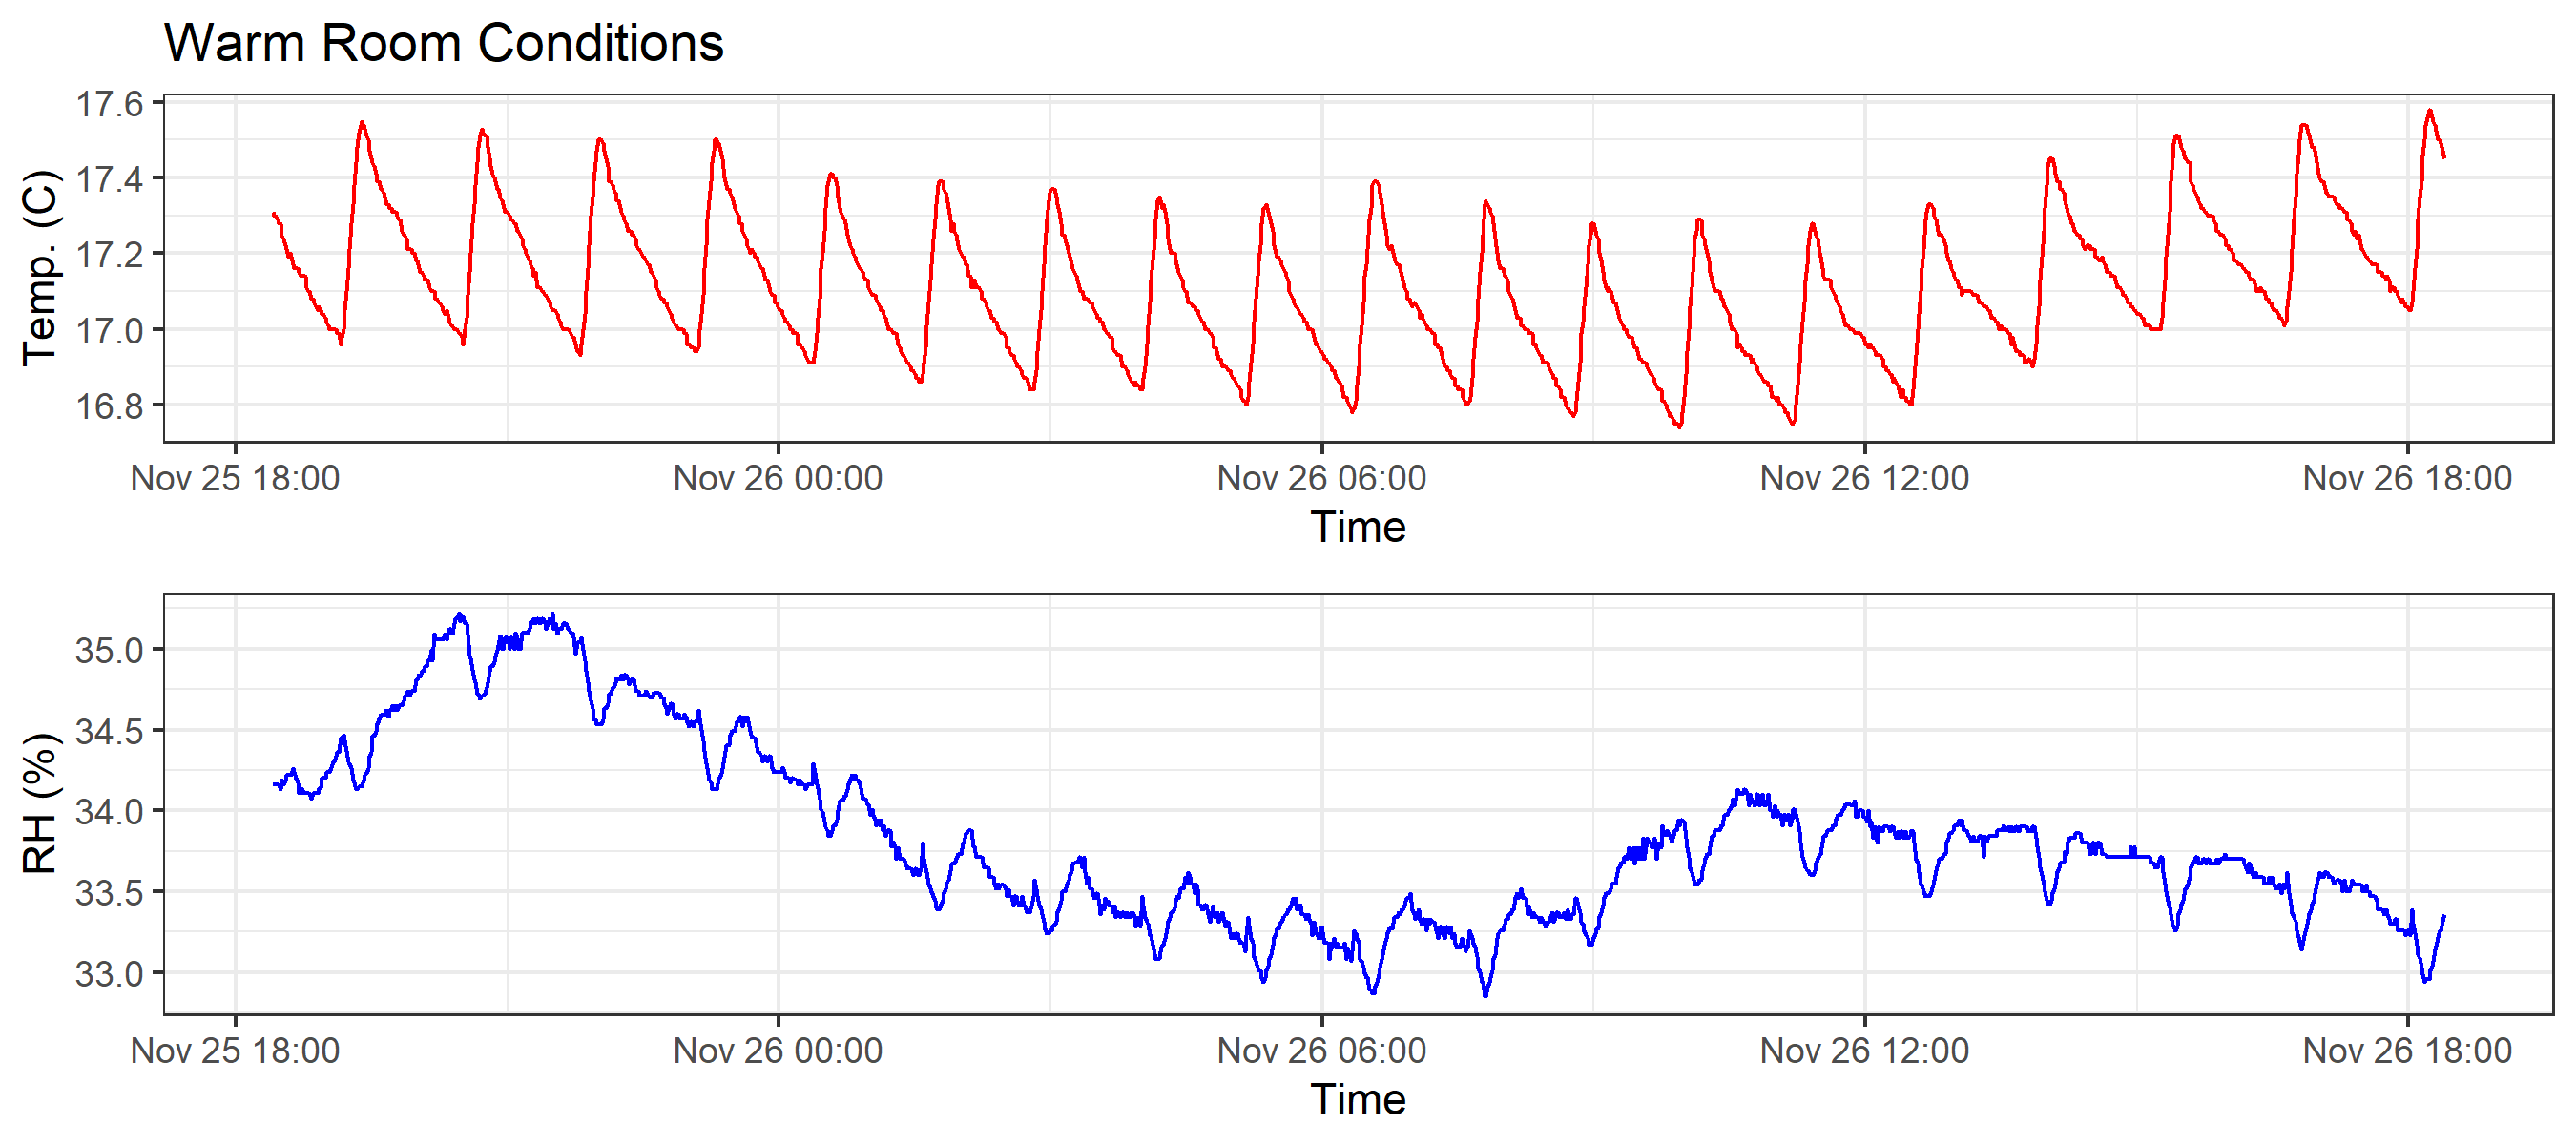 Warm Room Conditions
Temp. (C)
17.6
17.4
17.2
17.0
16.8
Nov 25 18:00 Nov 26 00:00 Nov 26 06:00 Nov 26 12:00 Nov 26 18:00
Time
RH (%)
35.0
34.5
34.0
33.5
33.0
Nov 25 18:00 Nov 26 00:00 Nov 26 06:00 Nov 26 12:00 Nov 26 18:00
Time